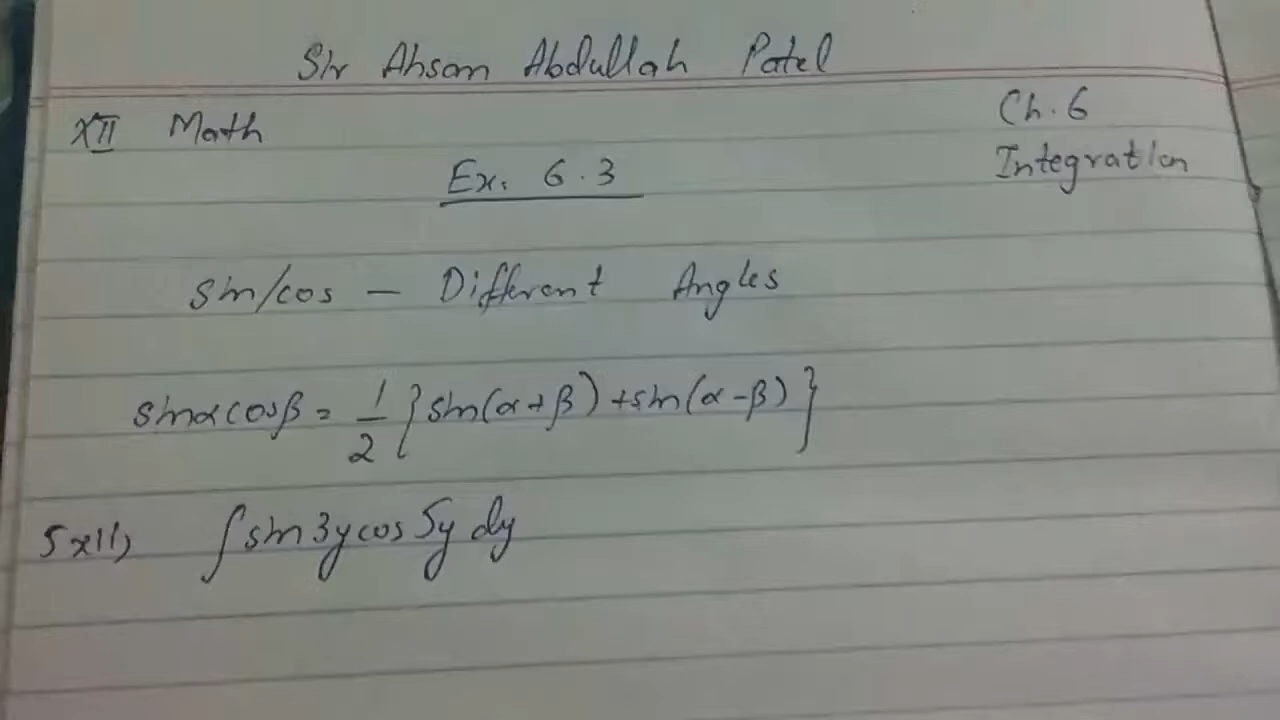 Sir Ahsan Abdullah Patel
XII Math
Ch. 6
Integration
Ex. 6.3
Sin/cos – Different Angles
sinαcosβ = 1/2 {sin(α+β)+sin(α-β)}
5xii) ∫sin3ycos5y dy